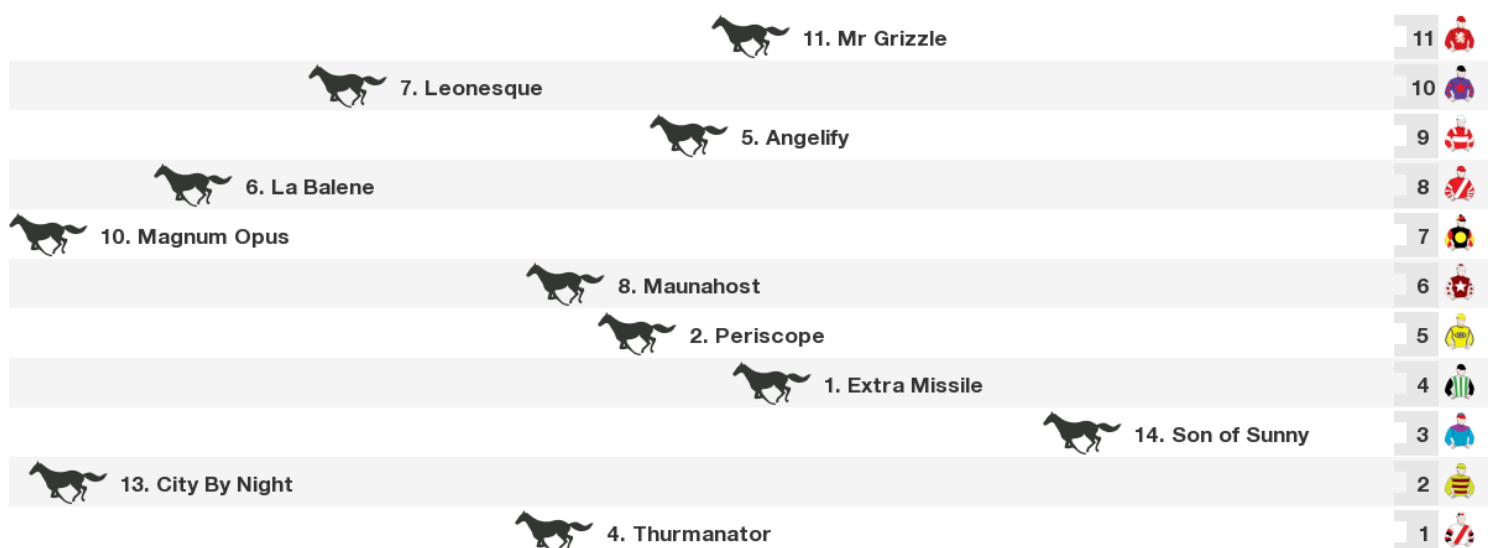 11. Mr Grizzle 11
7. Leonesque 10
5. Angelify 9
6. La Balene 8
10. Magnum Opus 7
8. Maunahost 6
2. Periscope 5
1. Extra Missile 4
14. Son of Sunny 3
13. City By Night 2
4. Thurmanator 1